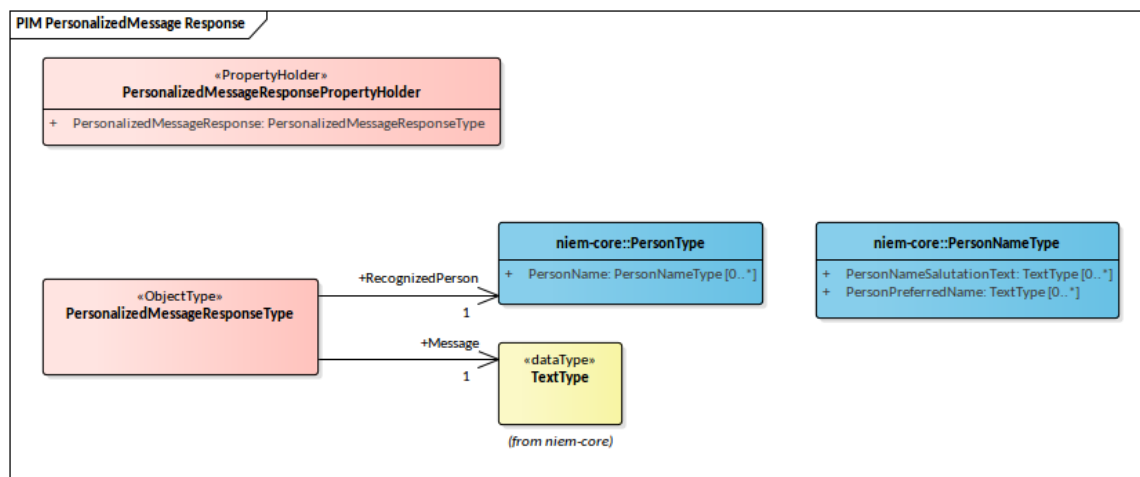 PIM PersonalizedMessage Response
«PropertyHolder»
PersonalizedMessageResponsePropertyHolder
+ PersonalizedMessageResponse: PersonalizedMessageResponseType
niem-core::PersonType
+ PersonName: PersonNameType [0..*]
niem-core::PersonNameType
+ PersonNameSalutationText: TextType [0..*]
+ PersonPreferredName: TextType [0..*]
+RecognizedPerson
1
«ObjectType»
PersonalizedMessageResponseType
+Message
1
«dataType»
TextType
(from niem-core)